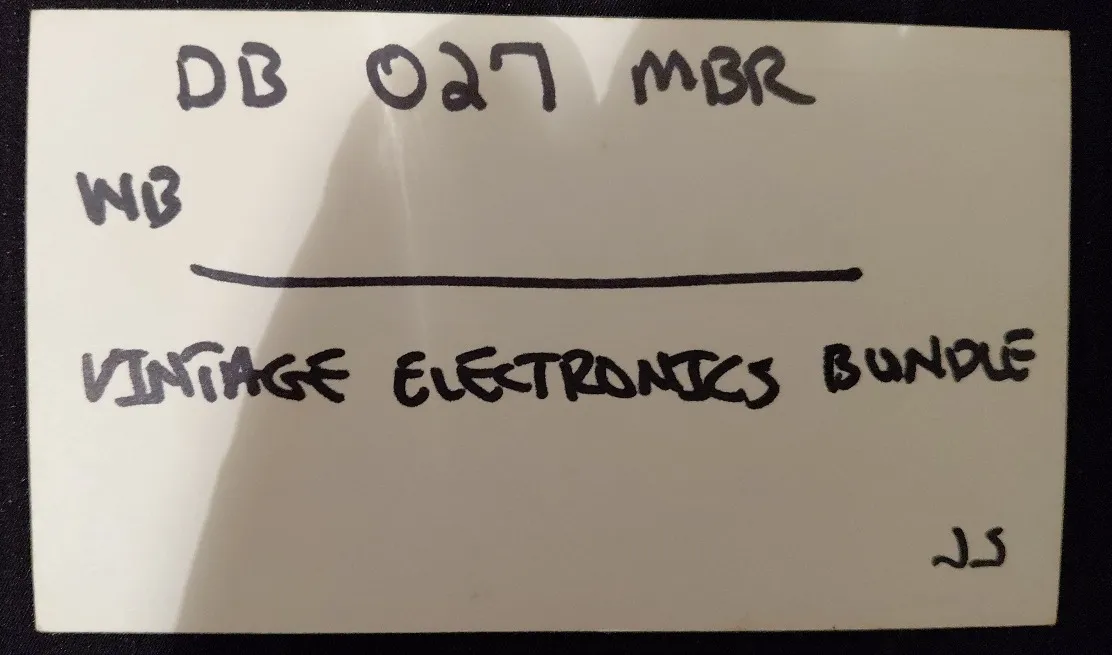 DB 027 MBR
WB
VINTAGE ELECTRONICS BUNDLE
JS